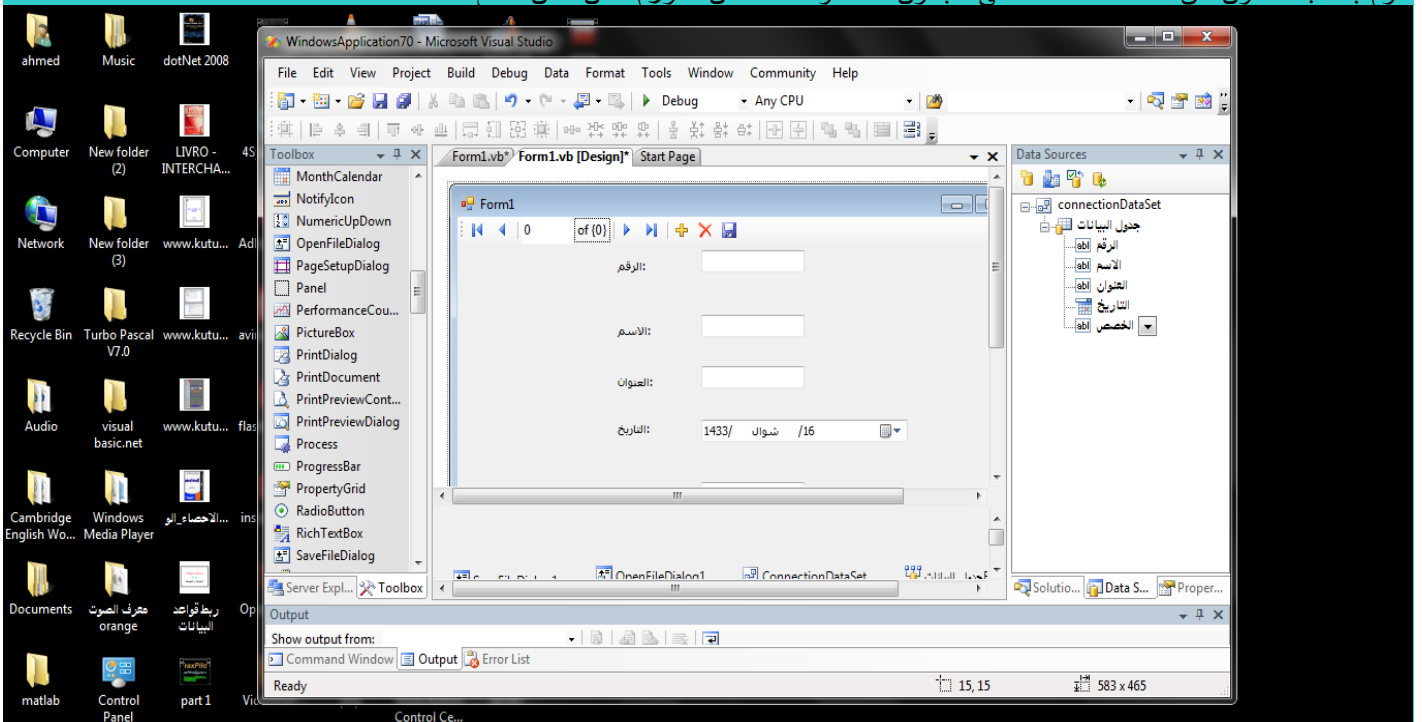 ahmed
Music
dotNet 2008
Computer
New folder (2)
LIVRO - INTERCHA...
4S
Network
New folder (3)
www.kutu...
Adl
Recycle Bin
Turbo Pascal V7.0
www.kutu...
avi
Audio
visual basic.net
www.kutu...
flas
Cambridge English Wo...
Windows Media Player
الاحصاء_الو...
ins
Documents
معرف الصوت orange
ربط قواعد البيانات
Op
matlab
Control Panel
part 1
Control Ce...
WindowsApplication70 - Microsoft Visual Studio
File Edit View Project Build Debug Data Format Tools Window Community Help
Debug Any CPU
Toolbox
MonthCalendar
NotifyIcon
NumericUpDown
OpenFileDialog
PageSetupDialog
Panel
PerformanceCou...
PictureBox
PrintDialog
PrintDocument
PrintPreviewCont...
PrintPreviewDialog
Process
ProgressBar
PropertyGrid
RadioButton
RichTextBox
SaveFileDialog
Server Expl... Toolbox
Form1.vb* Form1.vb [Design]* Start Page
Form1
0 of {0}
الرقم:
الاسم:
العنوان:
التاريخ:
16/ شوال /1433
OpenFileDialog1 ConnectionDataSet
Data Sources
connectionDataSet
جدول البيانات
الرقم
الاسم
العنوان
التاريخ
الخصص
Solutio... Data S... Proper...
Output
Show output from:
Command Window Output Error List
Ready 15, 15 583 x 465